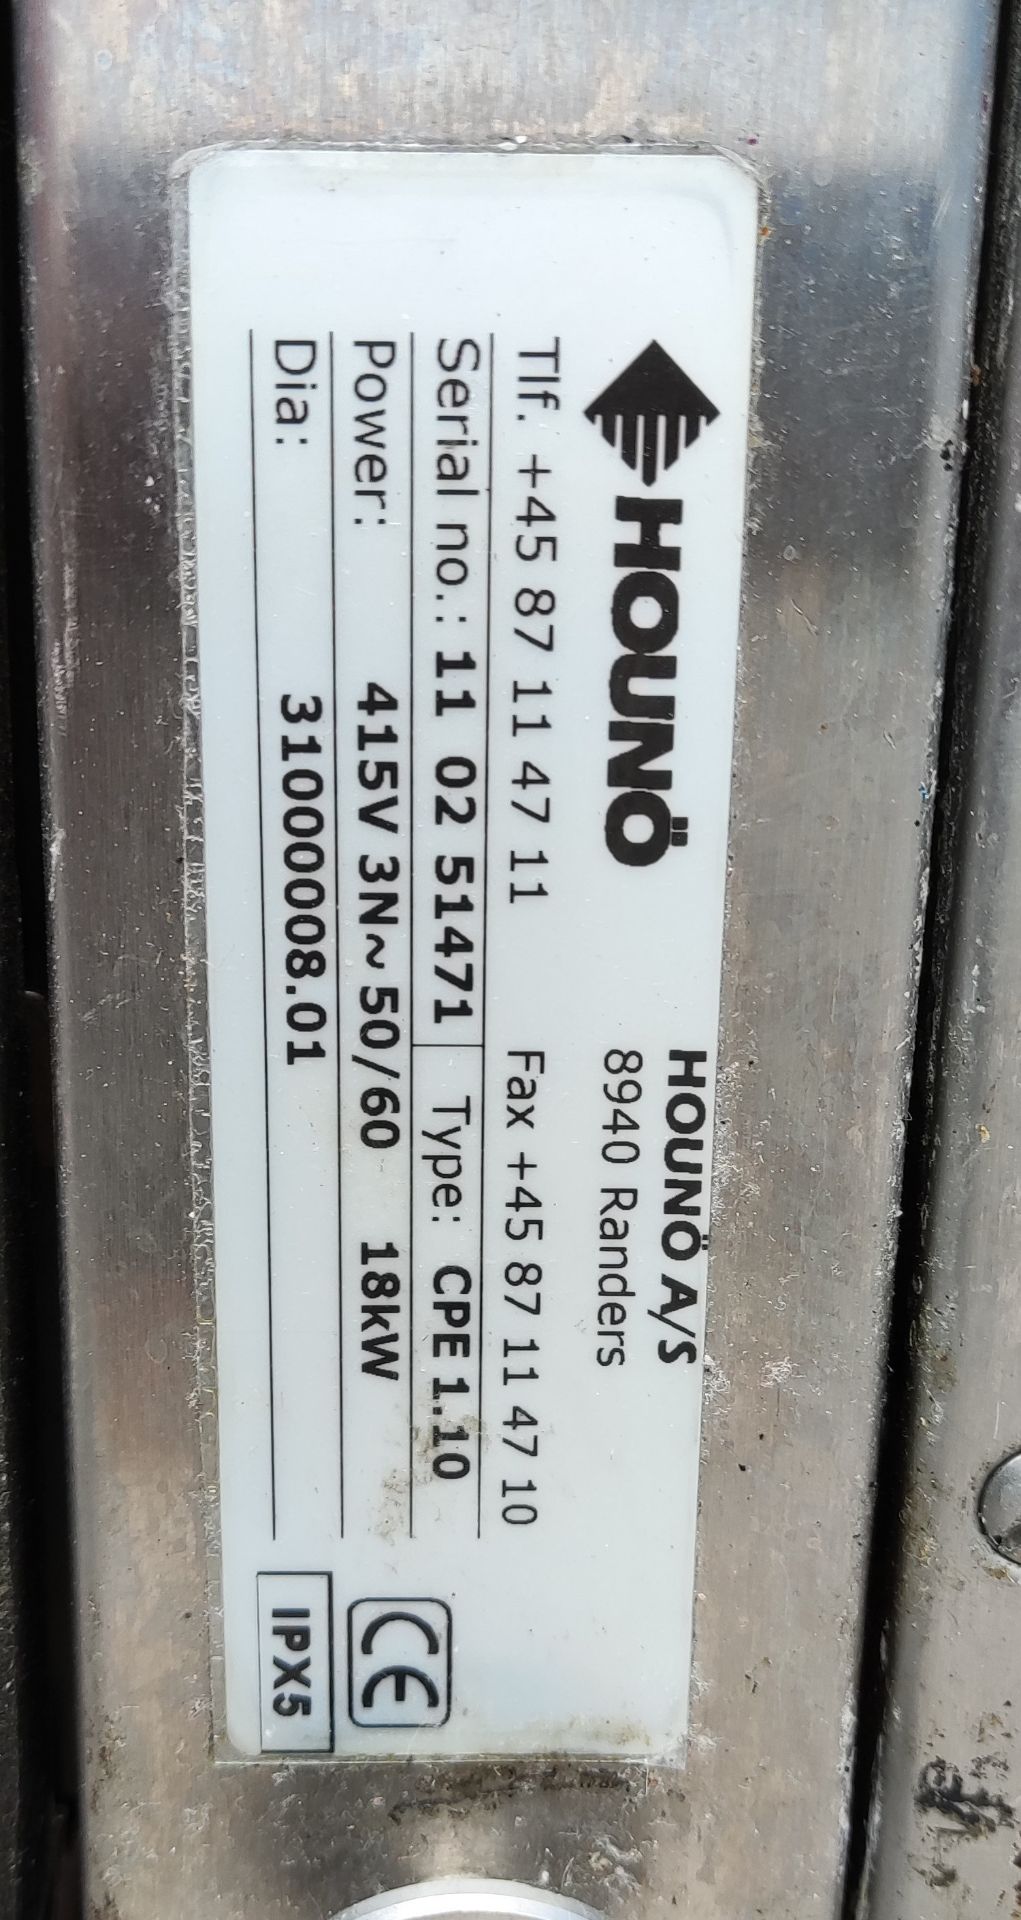 HOUNÖ
HOUNÖ A/S
8940 Randers
Tlf. +45 87 11 47 11 Fax +45 87 11 47 10
Serial no.: 11 02 51471 Type: CPE 1.10
Power: 415V 3N~50/60 18kW
Dia: 31000008.01
CE
IPX5